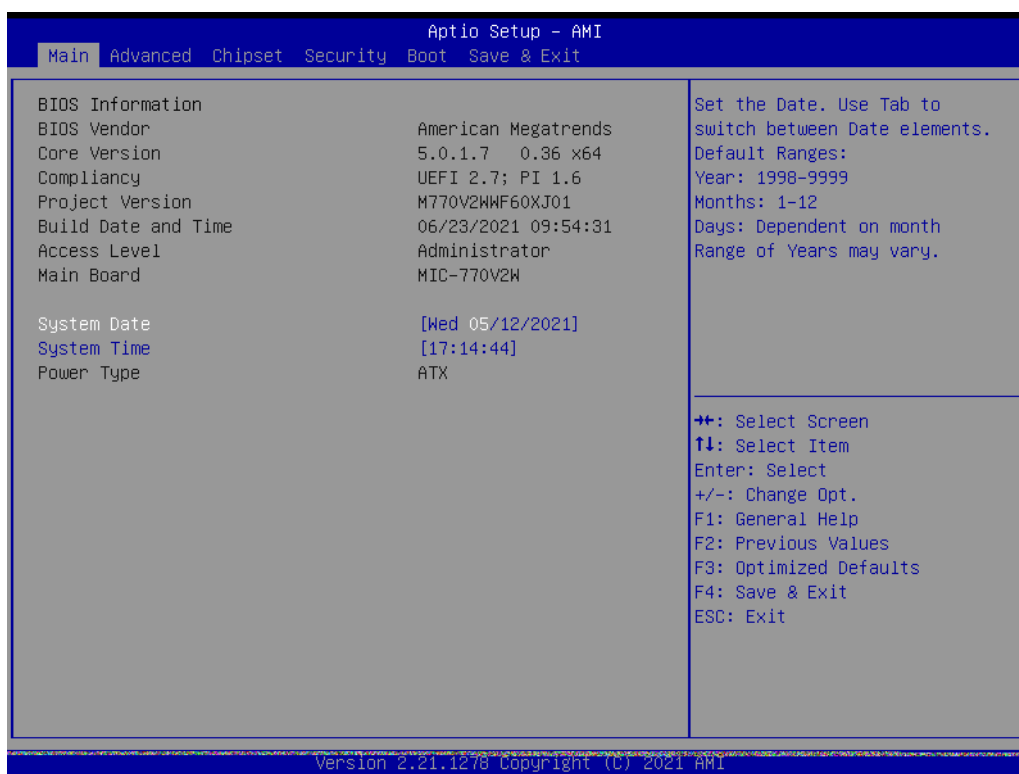 Aptio Setup - AMI
Main Advanced Chipset Security Boot Save & Exit
BIOS Information
BIOS Vendor American Megatrends
Core Version 5.0.1.7 0.36 x64
Compliancy UEFI 2.7; PI 1.6
Project Version M770V2WWF60XJ01
Build Date and Time 06/23/2021 09:54:31
Access Level Administrator
Main Board MIC-770V2W
System Date [Wed 05/12/2021]
System Time [17:14:44]
Power Type ATX
Set the Date. Use Tab to
switch between Date elements.
Default Ranges:
Year: 1998-9999
Months: 1-12
Days: Dependent on month
Range of Years may vary.
→←: Select Screen
↑↓: Select Item
Enter: Select
+/-: Change Opt.
F1: General Help
F2: Previous Values
F3: Optimized Defaults
F4: Save & Exit
ESC: Exit
Version 2.21.1278 Copyright (C) 2021 AMI